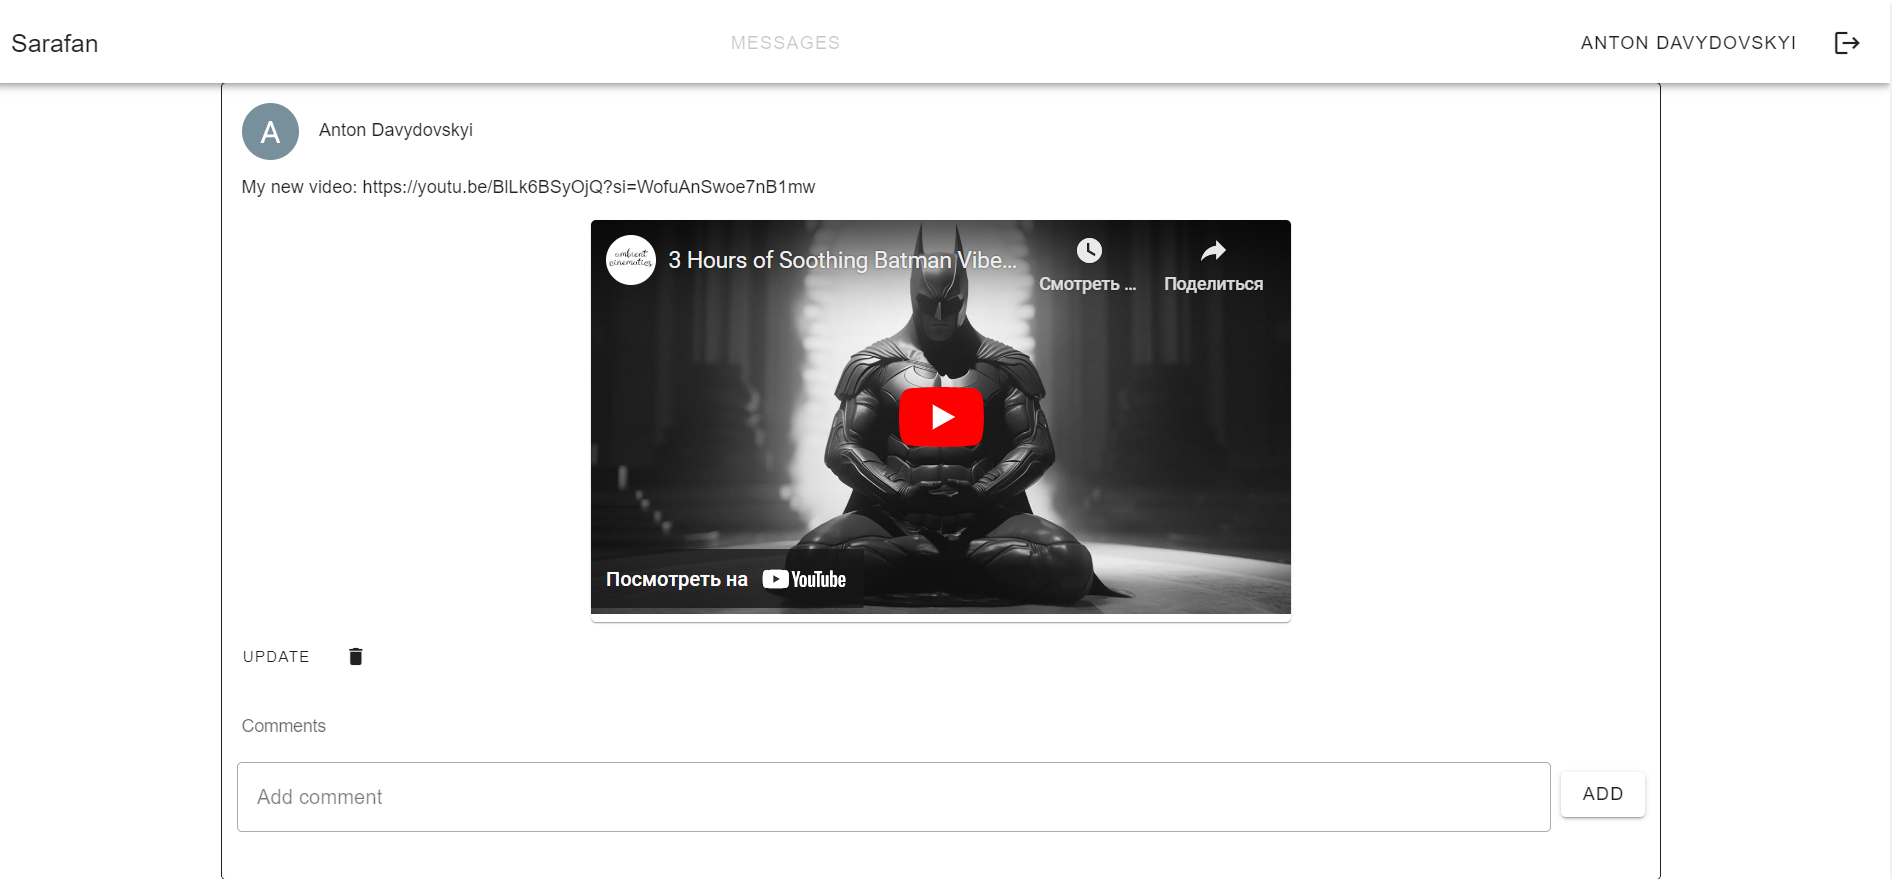 Sarafan
MESSAGES
ANTON DAVYDOVSKYI
A
Anton Davydovskyi
My new video: https://youtu.be/BlLk6BSyOjQ?si=WofuAnSwoe7nB1mw
ambient
cinematics
3 Hours of Soothing Batman Vibe...
Смотреть ...
Поделиться
Посмотреть на YouTube
UPDATE
Comments
Add comment
ADD